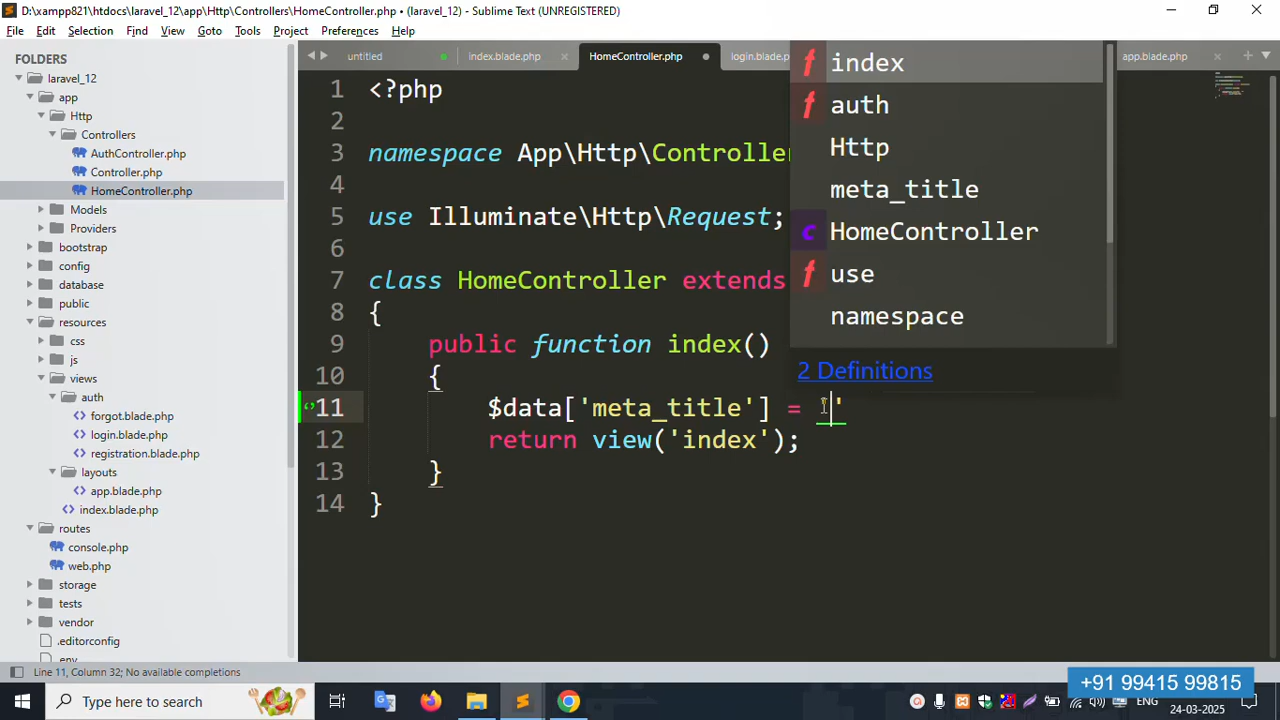 D:\xampp821\htdocs\laravel_12\app\Http\Controllers\HomeController.php • (laravel_12) - Sublime Text (UNREGISTERED)
File Edit Selection Find View Goto Tools Project Preferences Help
FOLDERS
laravel_12
app
Http
Controllers
AuthController.php
Controller.php
HomeController.php
Models
Providers
bootstrap
config
database
public
resources
css
js
views
auth
forgot.blade.php
login.blade.php
registration.blade.php
layouts
app.blade.php
index.blade.php
routes
console.php
web.php
storage
tests
vendor
.editorconfig
.env
untitled index.blade.php HomeController.php login.blade.p app.blade.php
1 <?php
2
3 namespace App\Http\Controller
4
5 use Illuminate\Http\Request;
6
7 class HomeController extends
8 {
9 public function index()
10 {
11 $data['meta_title'] = ''
12 return view('index');
13 }
14 }
f index
f auth
Http
meta_title
c HomeController
f use
namespace
2 Definitions
Line 11, Column 32; No available completions
+91 99415 99815
Type here to search
ENG
24-03-2025